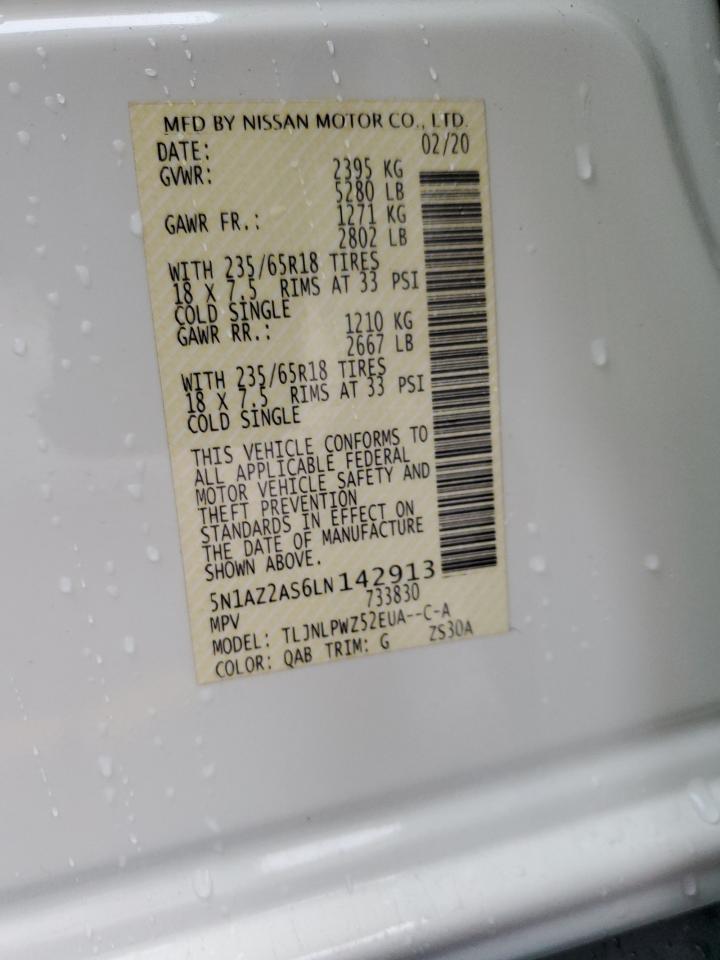 MFD BY NISSAN MOTOR CO., LTD.
DATE: 02/20
GVWR: 2395 KG
5280 LB
GAWR FR.: 1271 KG
2802 LB
WITH 235/65R18 TIRES
18 X 7.5 RIMS AT 33 PSI
COLD SINGLE
GAWR RR.: 1210 KG
2667 LB
WITH 235/65R18 TIRES
18 X 7.5 RIMS AT 33 PSI
COLD SINGLE
THIS VEHICLE CONFORMS TO
ALL APPLICABLE FEDERAL
MOTOR VEHICLE SAFETY AND
THEFT PREVENTION
STANDARDS IN EFFECT ON
THE DATE OF MANUFACTURE
SHOWN ABOVE.
5N1AZ2AS6LN142913
MPV 733830
MODEL: TLJNLPWZ52EUA--C-A
COLOR: QAB TRIM: G ZS30A